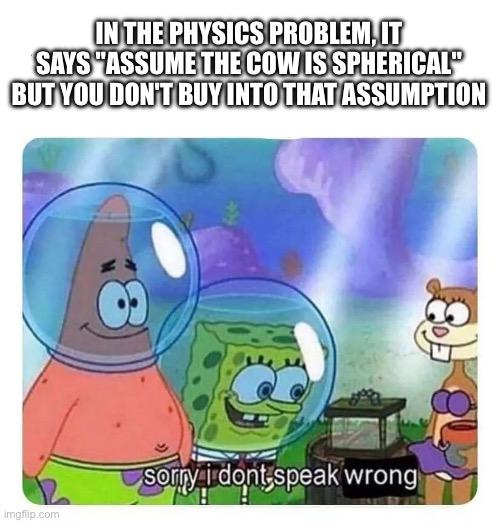 IN THE PHYSICS PROBLEM, IT
SAYS "ASSUME THE COW IS SPHERICAL"
BUT YOU DON'T BUY INTO THAT ASSUMPTION
sorry i dont speak wrong
imgflip.com